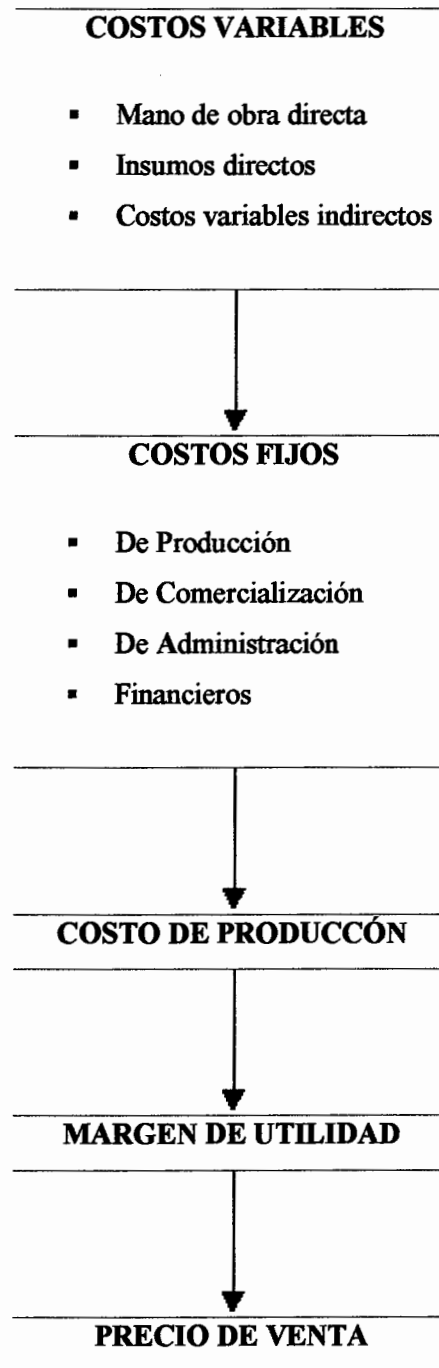 COSTOS VARIABLES
▪ Mano de obra directa
▪ Insumos directos
▪ Costos variables indirectos
COSTOS FIJOS
▪ De Producción
▪ De Comercialización
▪ De Administración
▪ Financieros
COSTO DE PRODUCCÓN
MARGEN DE UTILIDAD
PRECIO DE VENTA